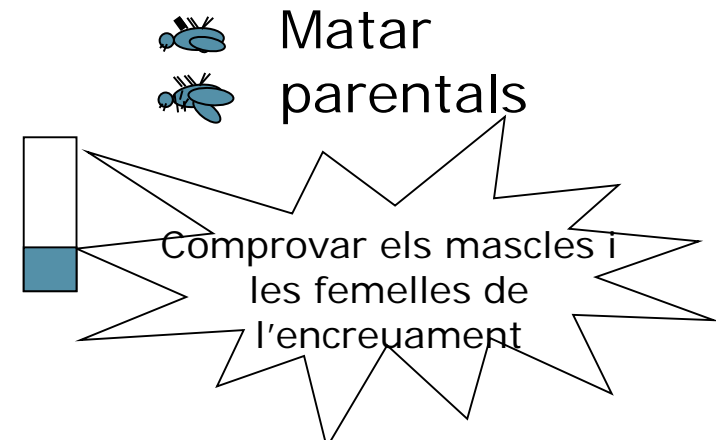 Matar
parentals
Comprovar els mascles i
les femelles de
l'encreuament